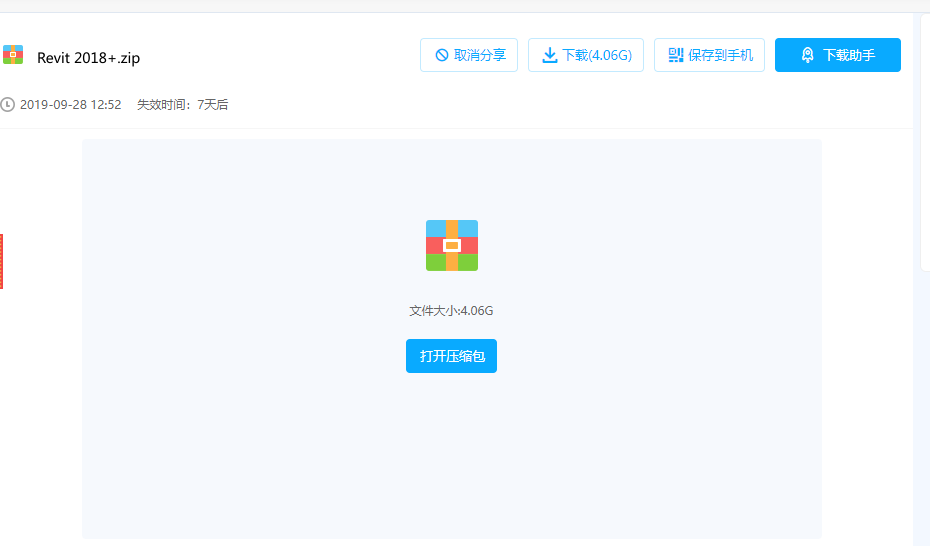 Revit 2018+.zip
取消分享
下载(4.06G)
保存到手机
下载助手
2019-09-28 12:52 失效时间：7天后
文件大小:4.06G
打开压缩包